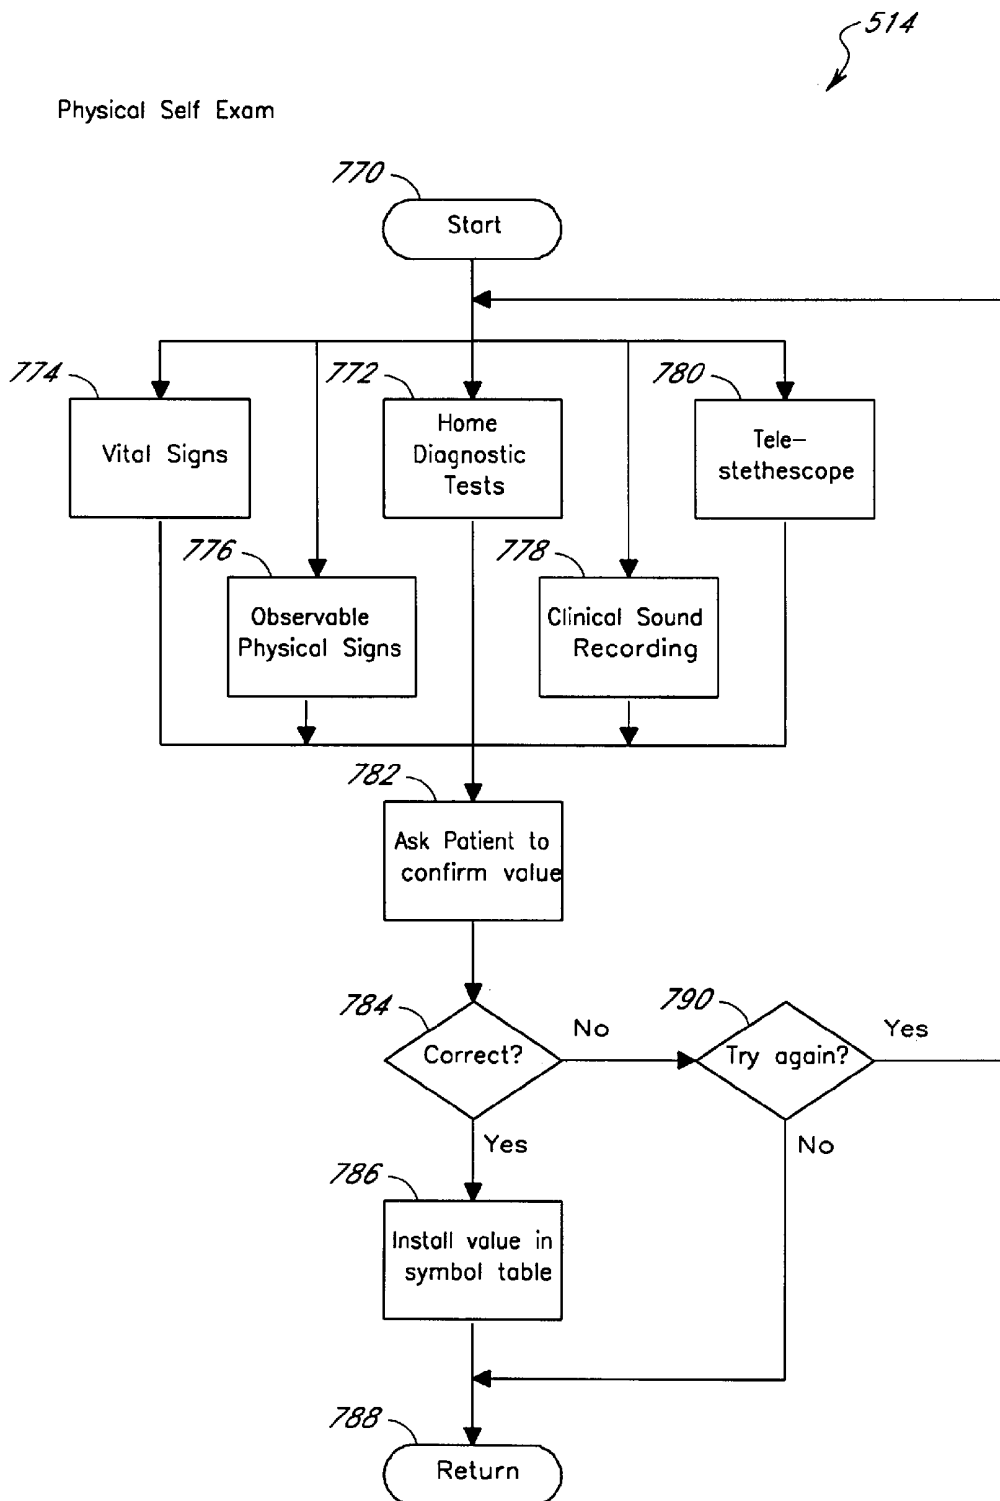 514
Physical Self Exam
770
Start
774
772
780
Vital Signs
Home
Diagnostic
Tests
Tele-
stethescope
776
778
Observable
Physical Signs
Clinical Sound
Recording
782
Ask Patient to
confirm value
784
Correct?
No
790
Try again?
Yes
Yes
No
786
Install value in
symbol table
788
Return